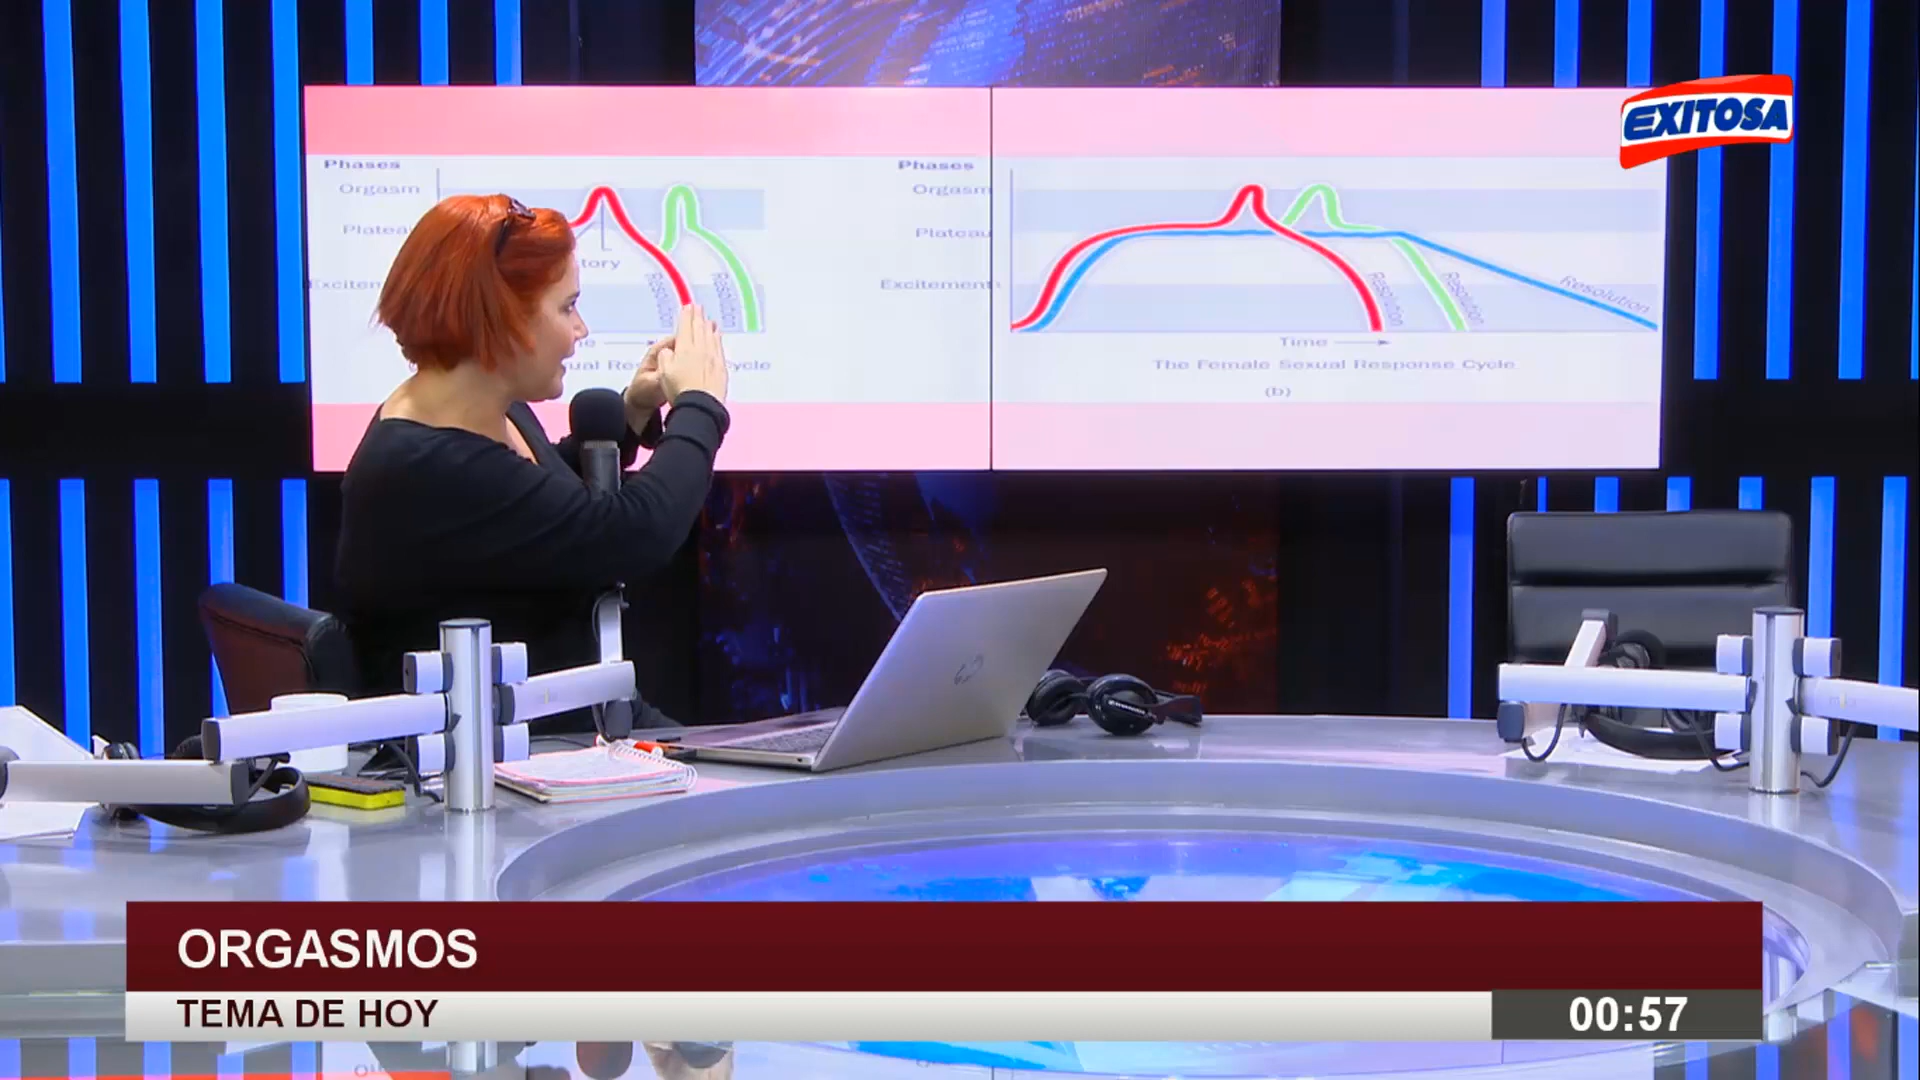 EXITOSA
Phases
Orgasm
Resolution
Resolution
Phases
Orgasm
Plateau
Excitement
Resolution
Resolution
Resolution
Time
The Female Sexual Response Cycle
(b)
ORGASMOS
TEMA DE HOY
00:57